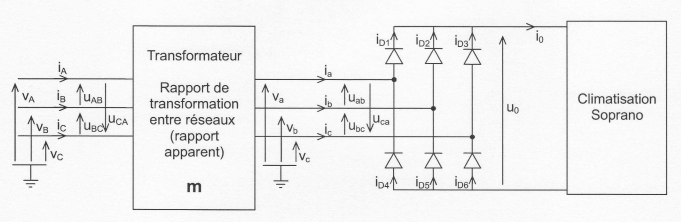 Transformateur
Rapport de
transformation
entre réseaux
(rapport
apparent)
m
iA
iB
iC
vA
vB
vC
uAB
uBC
uCA
ia
ib
ic
va
vb
vc
uab
ubc
uca
iD1
iD2
iD3
iD4
iD5
iD6
i0
u0
Climatisation
Soprano